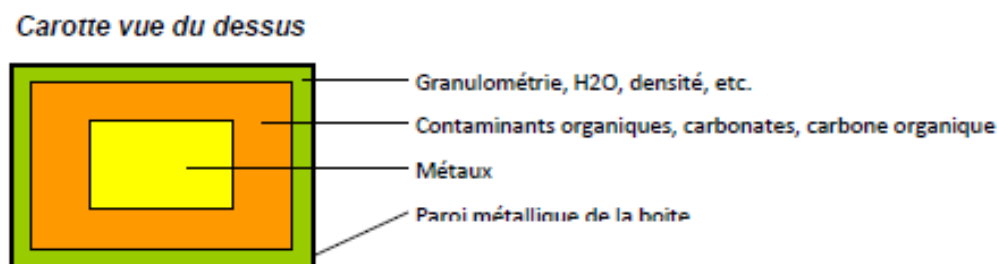 Carotte vue du dessus
Granulométrie, H2O, densité, etc.
Contaminants organiques, carbonates, carbone organique
Métaux
Paroi métallique de la boite